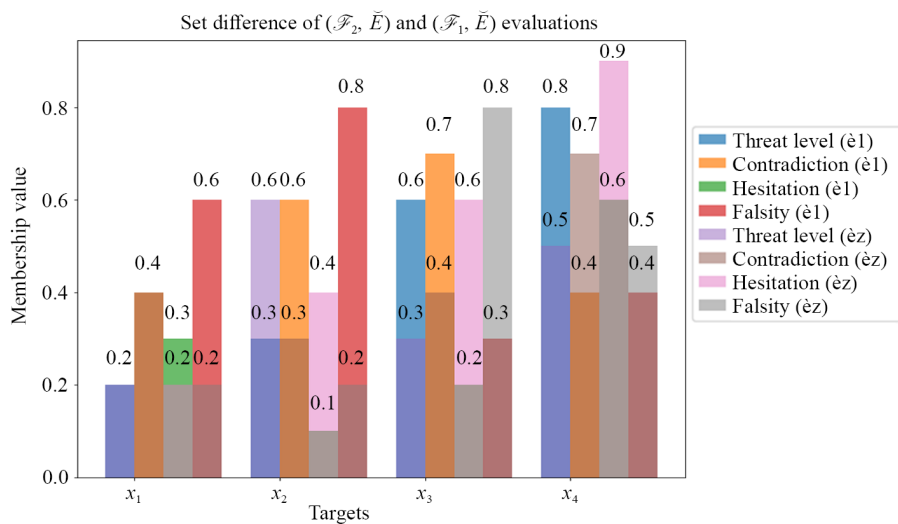 Set difference of (ℱ₂, Ĕ) and (ℱ₁, Ĕ) evaluations
Membership value
0.8
0.6
0.4
0.2
0.0
0.2
0.4
0.3
0.2
0.6
0.2
0.6
0.3
0.6
0.3
0.4
0.1
0.8
0.2
0.6
0.3
0.7
0.4
0.6
0.2
0.8
0.3
0.8
0.5
0.7
0.4
0.9
0.6
0.5
0.4
x₁
x₂
x₃
x₄
Targets
Threat level (è1)
Contradiction (è1)
Hesitation (è1)
Falsity (è1)
Threat level (èz)
Contradiction (èz)
Hesitation (èz)
Falsity (èz)